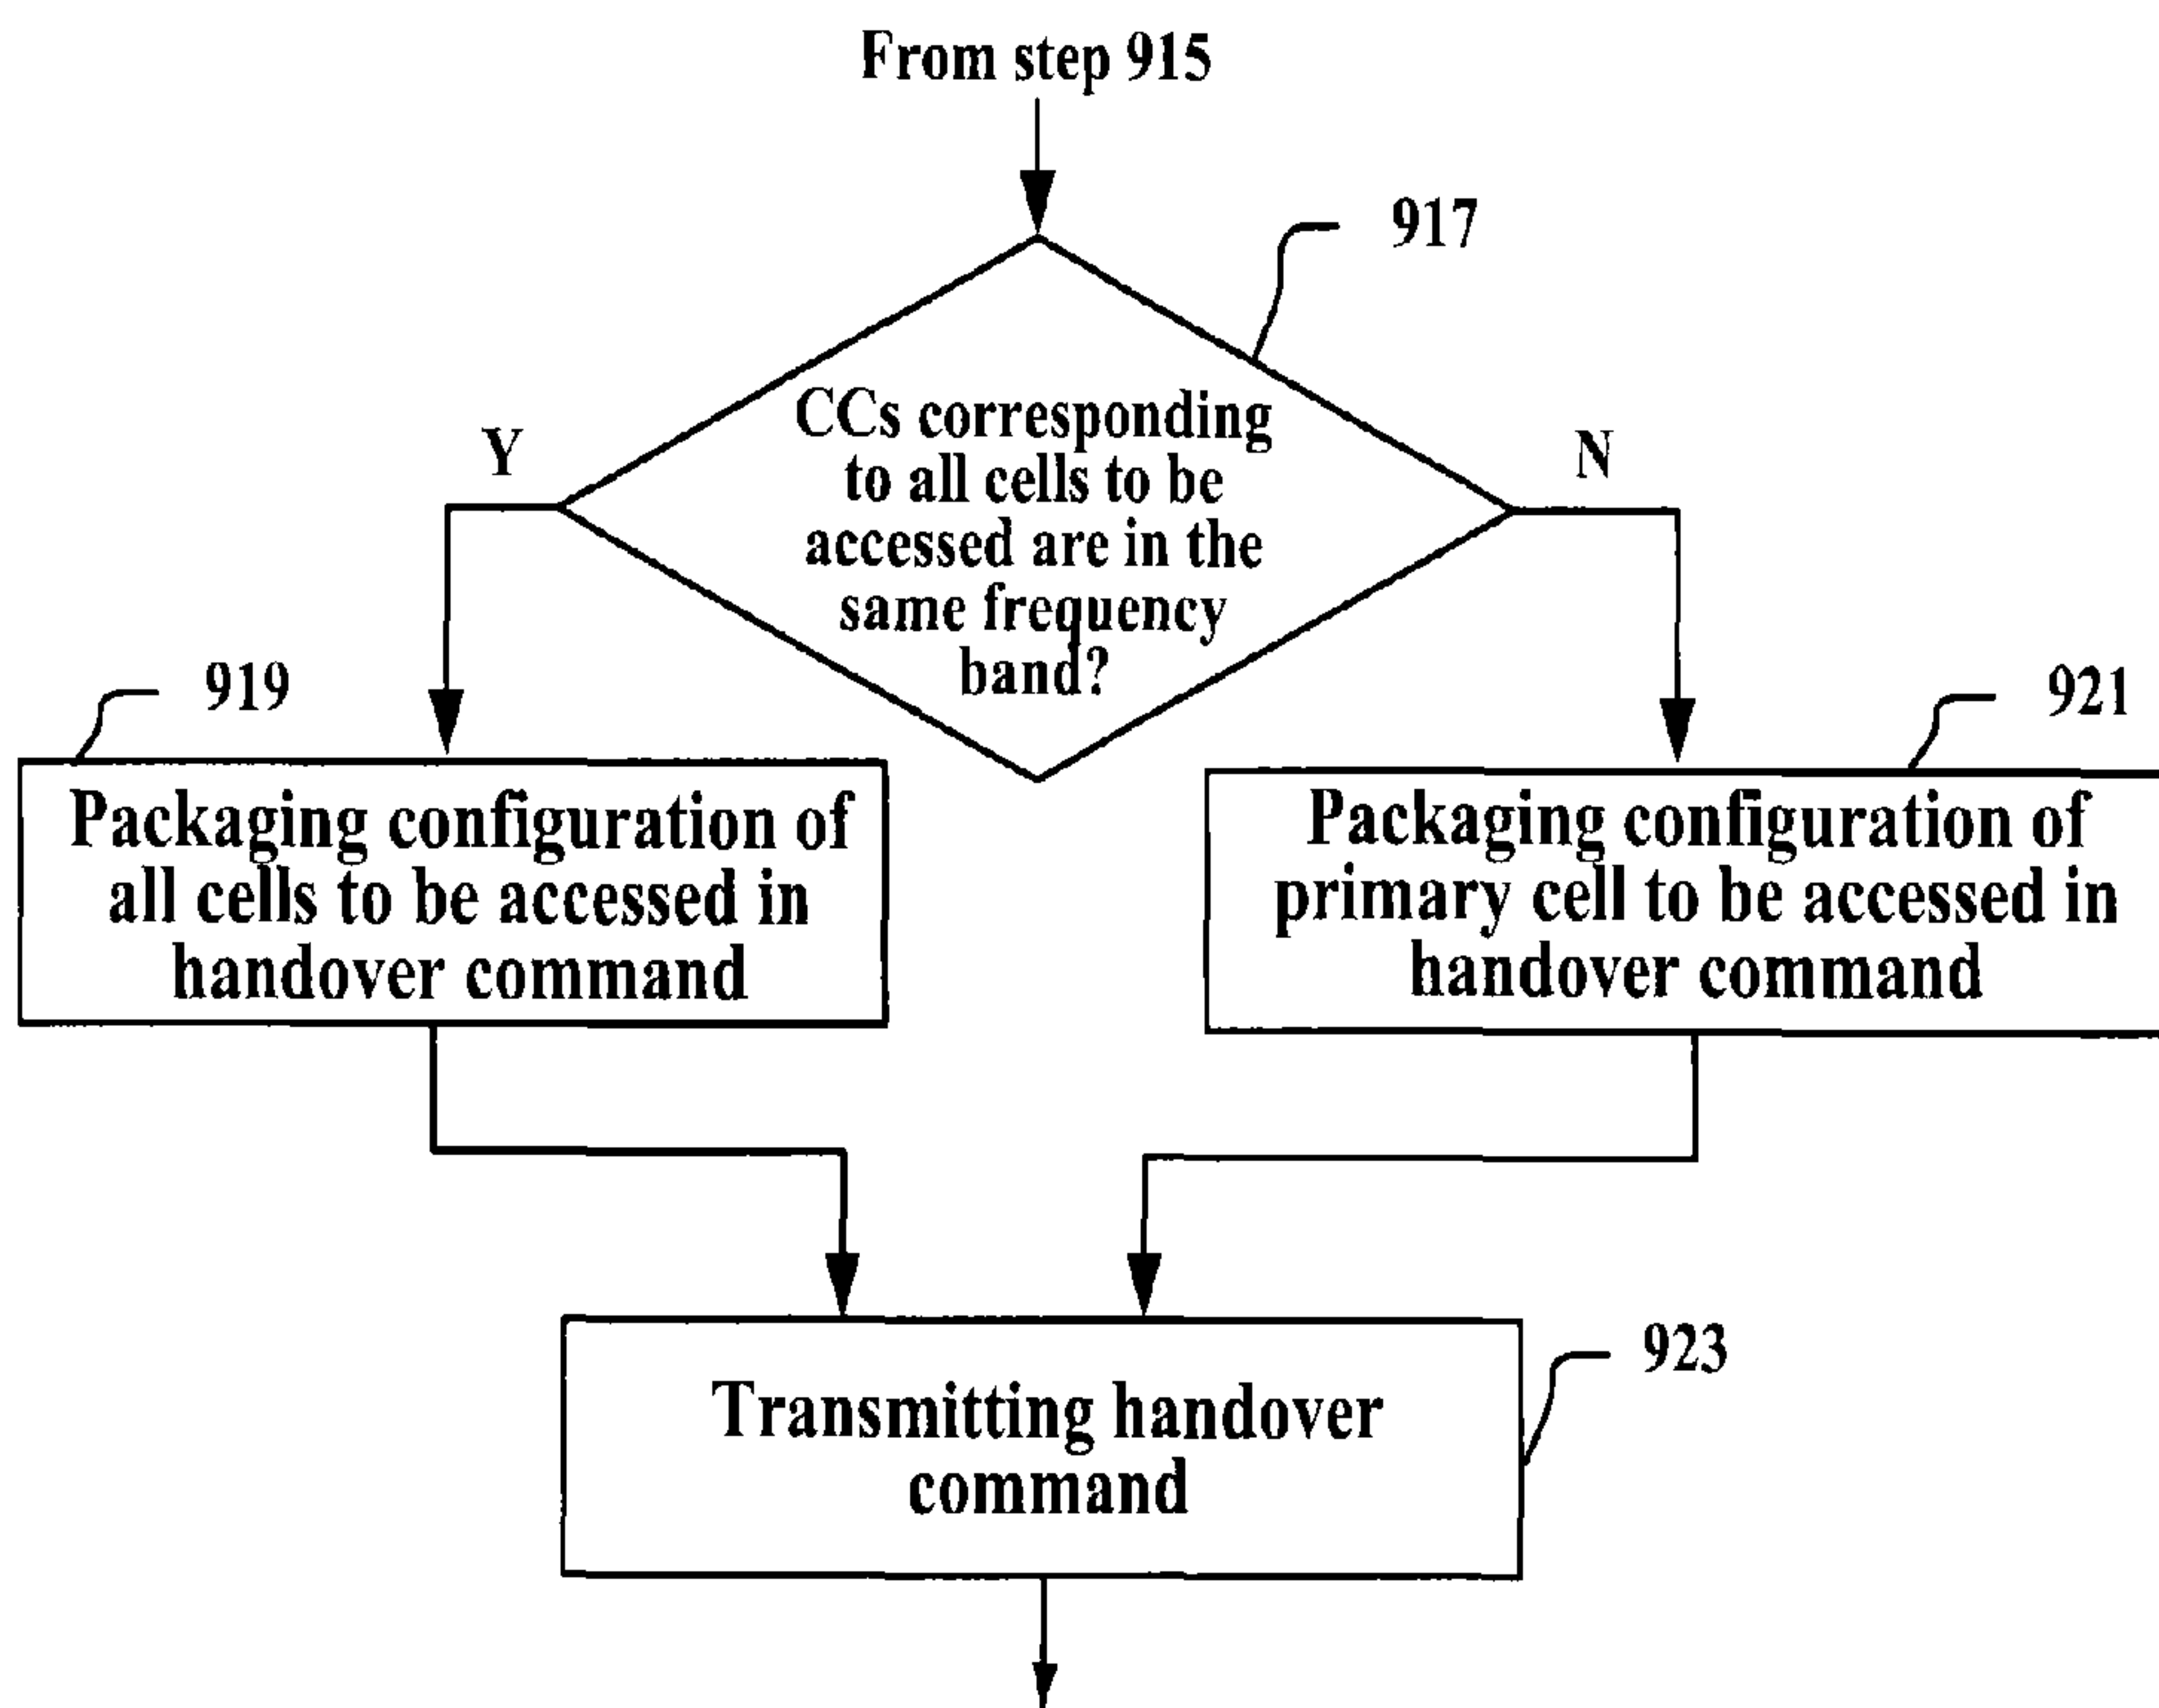 From step 915
917
CCs corresponding
to all cells to be
accessed are in the
same frequency
band?
Y
N
919
Packaging configuration of
all cells to be accessed in
handover command
921
Packaging configuration of
primary cell to be accessed in
handover command
923
Transmitting handover
command